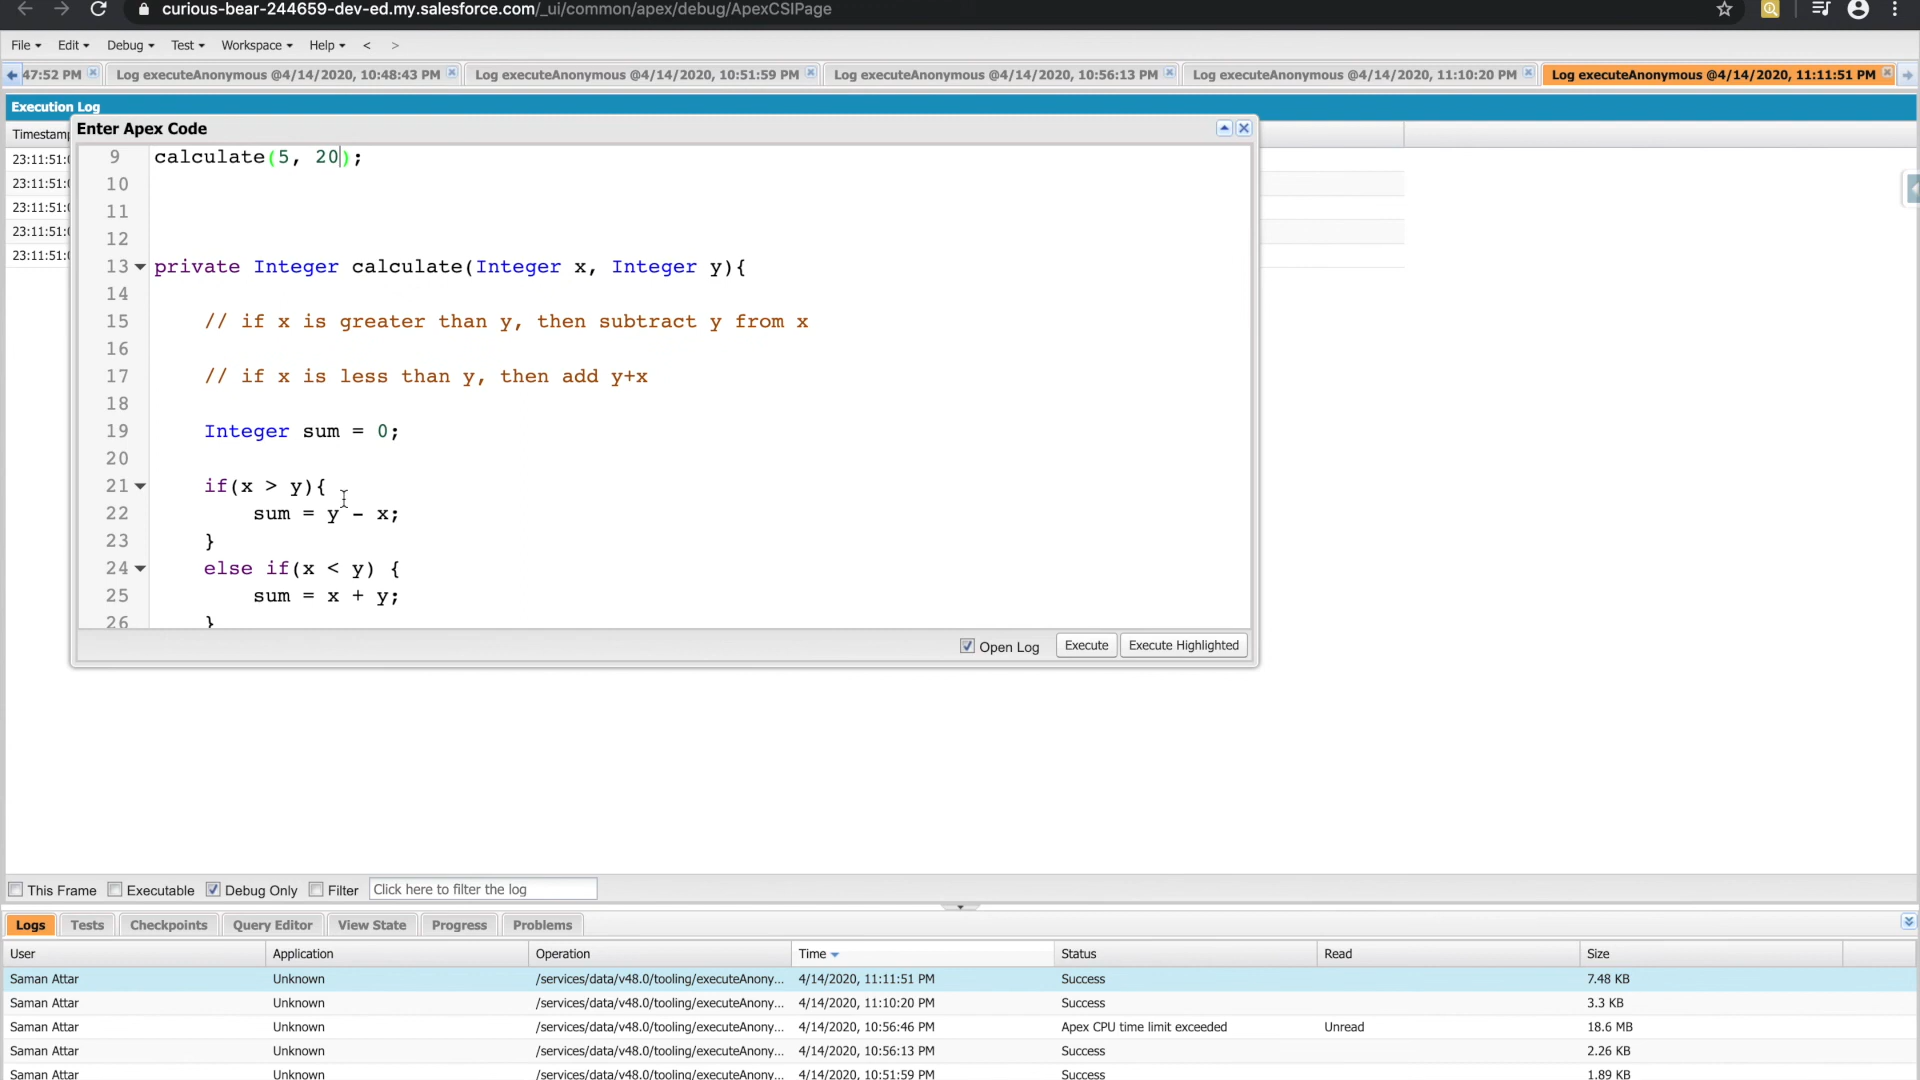 curious-bear-244659-dev-ed.my.salesforce.com/_ui/common/apex/debug/ApexCSIPage
File Edit Debug Test Workspace Help < >
47:52 PM Log executeAnonymous @4/14/2020, 10:48:43 PM Log executeAnonymous @4/14/2020, 10:51:59 PM Log executeAnonymous @4/14/2020, 10:56:13 PM Log executeAnonymous @4/14/2020, 11:10:20 PM Log executeAnonymous @4/14/2020, 11:11:51 PM
Execution Log
Timestamp
23:11:51:0
23:11:51:0
23:11:51:0
23:11:51:0
23:11:51:0
Enter Apex Code
9 calculate(5, 20);
10
11
12
13 private Integer calculate(Integer x, Integer y){
14
15 // if x is greater than y, then subtract y from x
16
17 // if x is less than y, then add y+x
18
19 Integer sum = 0;
20
21 if(x > y){
22 sum = y - x;
23 }
24 else if(x < y) {
25 sum = x + y;
26 }
Open Log Execute Execute Highlighted
This Frame Executable Debug Only Filter Click here to filter the log
Logs Tests Checkpoints Query Editor View State Progress Problems
User Application Operation Time Status Read Size
Saman Attar Unknown /services/data/v48.0/tooling/executeAnony... 4/14/2020, 11:11:51 PM Success 7.48 KB
Saman Attar Unknown /services/data/v48.0/tooling/executeAnony... 4/14/2020, 11:10:20 PM Success 3.3 KB
Saman Attar Unknown /services/data/v48.0/tooling/executeAnony... 4/14/2020, 10:56:46 PM Apex CPU time limit exceeded Unread 18.6 MB
Saman Attar Unknown /services/data/v48.0/tooling/executeAnony... 4/14/2020, 10:56:13 PM Success 2.26 KB
Saman Attar Unknown /services/data/v48.0/tooling/executeAnony... 4/14/2020, 10:51:59 PM Success 1.89 KB